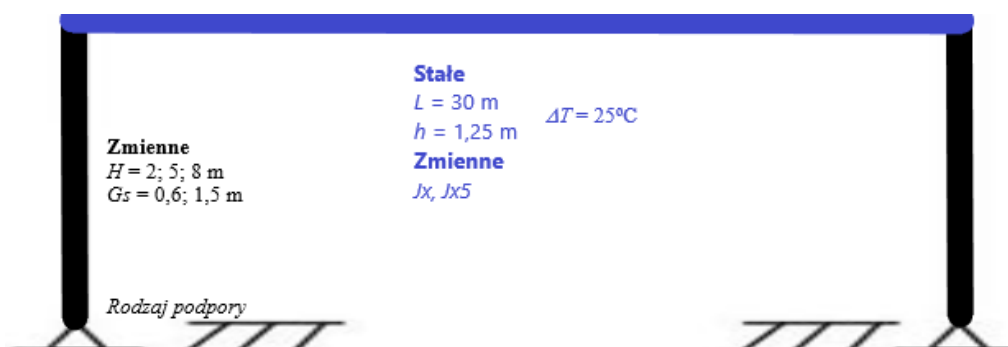 Stałe
L = 30 m
h = 1,25 m
ΔT = 25⁰C
Zmienne
Jx, Jx5
Zmienne
H = 2; 5; 8 m
Gs = 0,6; 1,5 m
Rodzaj podpory